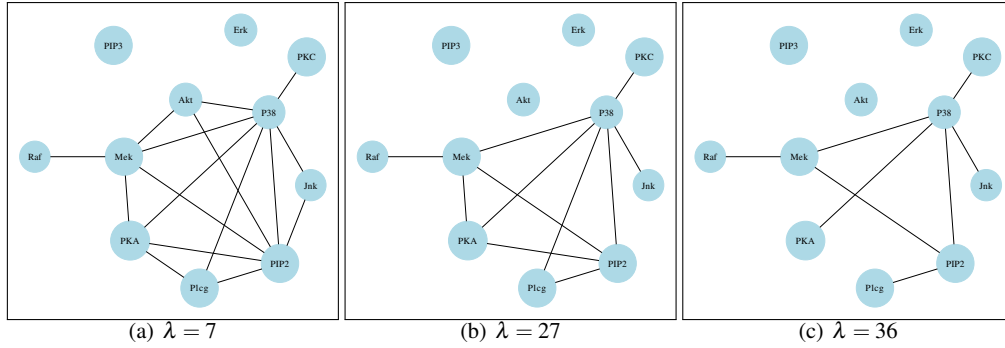 Erk
PIP3
PKC
Akt
P38
Raf
Mek
Jnk
PKA
PIP2
Plcg
(a) λ = 7
Erk
PIP3
PKC
Akt
P38
Raf
Mek
Jnk
PKA
PIP2
Plcg
(b) λ = 27
Erk
PIP3
PKC
Akt
P38
Raf
Mek
Jnk
PKA
PIP2
Plcg
(c) λ = 36